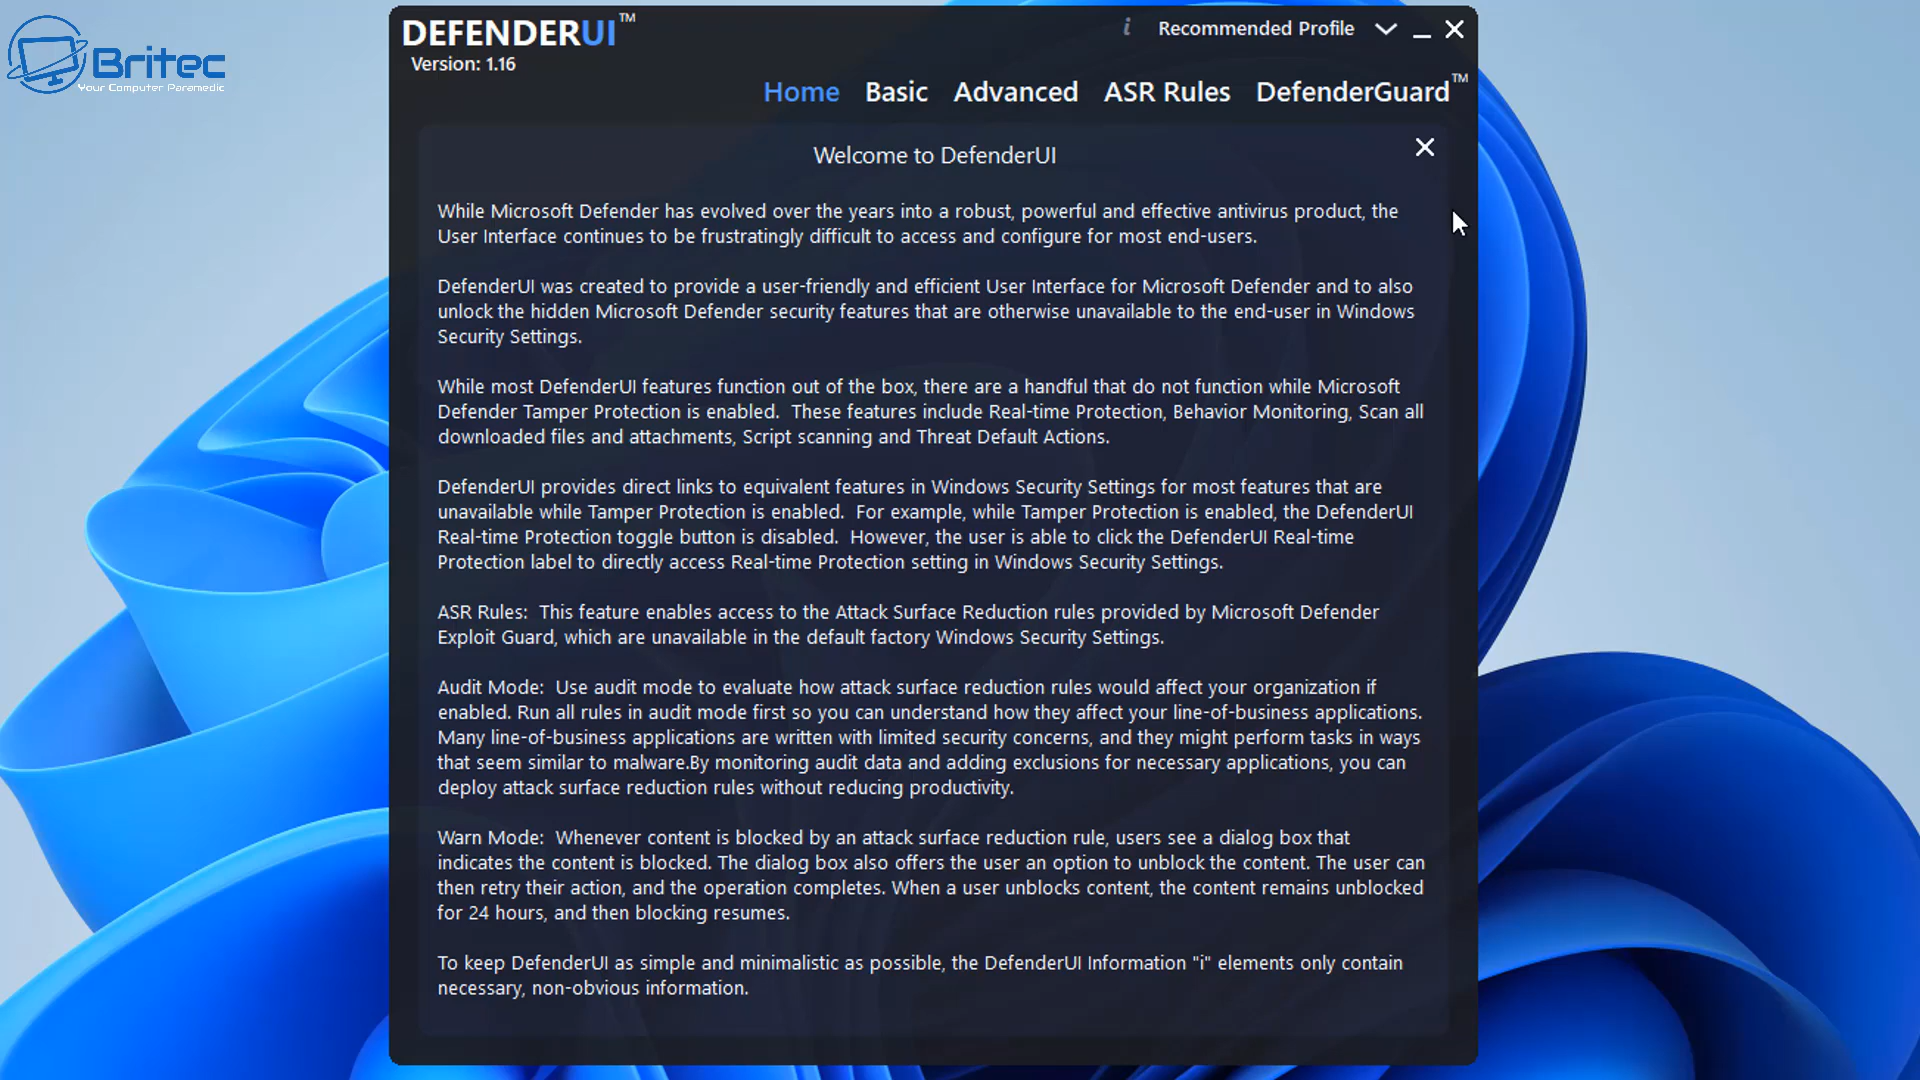 Britec
Your Computer Paramedic
DEFENDERUI™
Version: 1.16
i Recommended Profile
Home Basic Advanced ASR Rules DefenderGuard™
Welcome to DefenderUI
While Microsoft Defender has evolved over the years into a robust, powerful and effective antivirus product, the
User Interface continues to be frustratingly difficult to access and configure for most end-users.
DefenderUI was created to provide a user-friendly and efficient User Interface for Microsoft Defender and to also
unlock the hidden Microsoft Defender security features that are otherwise unavailable to the end-user in Windows
Security Settings.
While most DefenderUI features function out of the box, there are a handful that do not function while Microsoft
Defender Tamper Protection is enabled.  These features include Real-time Protection, Behavior Monitoring, Scan all
downloaded files and attachments, Script scanning and Threat Default Actions.
DefenderUI provides direct links to equivalent features in Windows Security Settings for most features that are
unavailable while Tamper Protection is enabled.  For example, while Tamper Protection is enabled, the DefenderUI
Real-time Protection toggle button is disabled.  However, the user is able to click the DefenderUI Real-time
Protection label to directly access Real-time Protection setting in Windows Security Settings.
ASR Rules:  This feature enables access to the Attack Surface Reduction rules provided by Microsoft Defender
Exploit Guard, which are unavailable in the default factory Windows Security Settings.
Audit Mode:  Use audit mode to evaluate how attack surface reduction rules would affect your organization if
enabled. Run all rules in audit mode first so you can understand how they affect your line-of-business applications.
Many line-of-business applications are written with limited security concerns, and they might perform tasks in ways
that seem similar to malware.By monitoring audit data and adding exclusions for necessary applications, you can
deploy attack surface reduction rules without reducing productivity.
Warn Mode:  Whenever content is blocked by an attack surface reduction rule, users see a dialog box that
indicates the content is blocked. The dialog box also offers the user an option to unblock the content. The user can
then retry their action, and the operation completes. When a user unblocks content, the content remains unblocked
for 24 hours, and then blocking resumes.
To keep DefenderUI as simple and minimalistic as possible, the DefenderUI Information "i" elements only contain
necessary, non-obvious information.